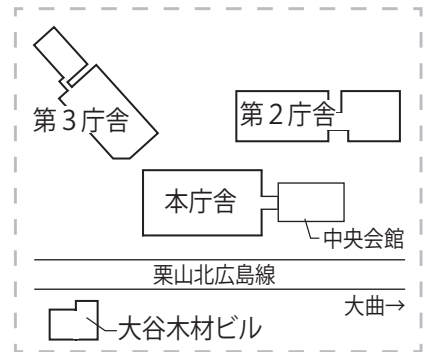 第3庁舎
第2庁舎
本庁舎
中央会館
栗山北広島線
大曲→
大谷木材ビル